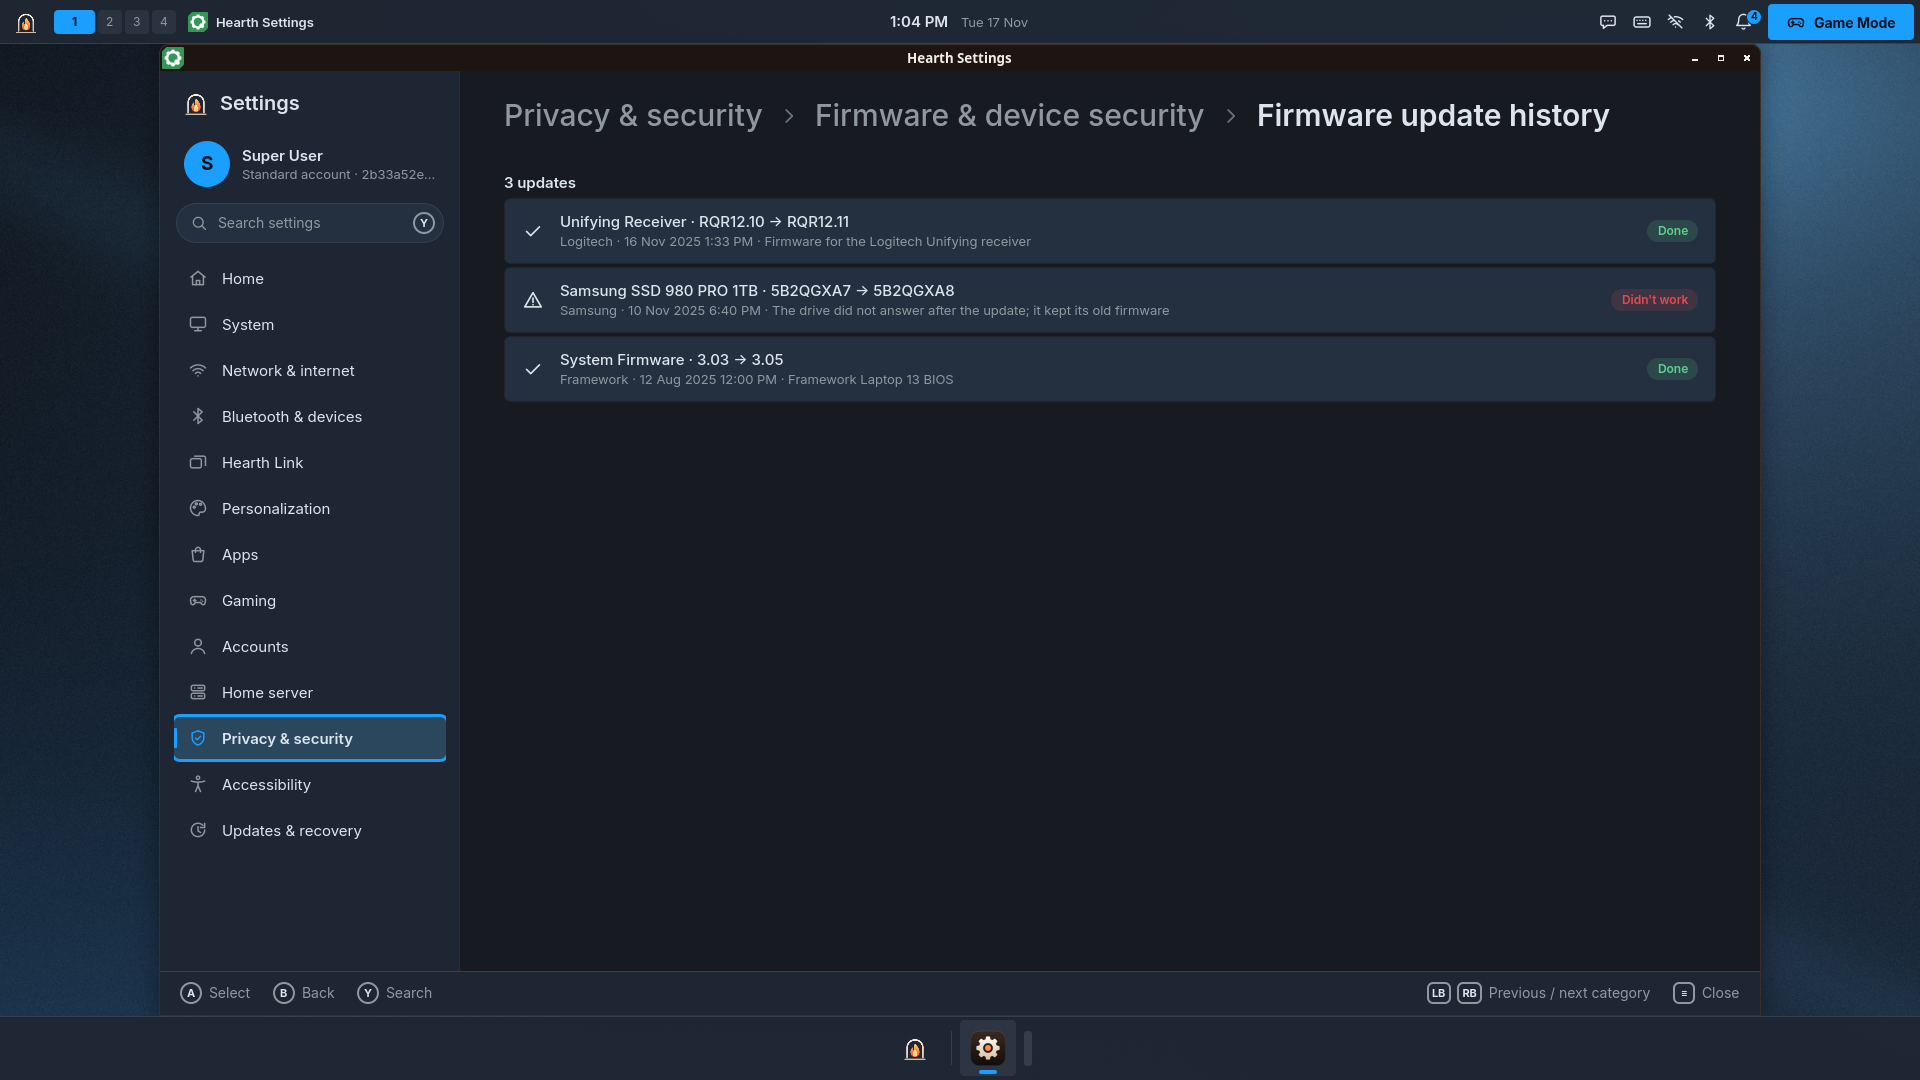 1 2 3 4 Hearth Settings 1:04 PM Tue 17 Nov 4 Game Mode
Hearth Settings
Settings
S Super User
Standard account · 2b33a52e...
Search settings Y
Home
System
Network & internet
Bluetooth & devices
Hearth Link
Personalization
Apps
Gaming
Accounts
Home server
Privacy & security
Accessibility
Updates & recovery
Privacy & security > Firmware & device security > Firmware update history
3 updates
Unifying Receiver · RQR12.10 → RQR12.11
Logitech · 16 Nov 2025 1:33 PM · Firmware for the Logitech Unifying receiver
Done
Samsung SSD 980 PRO 1TB · 5B2QGXA7 → 5B2QGXA8
Samsung · 10 Nov 2025 6:40 PM · The drive did not answer after the update; it kept its old firmware
Didn't work
System Firmware · 3.03 → 3.05
Framework · 12 Aug 2025 12:00 PM · Framework Laptop 13 BIOS
Done
A Select B Back Y Search LB RB Previous / next category ≡ Close